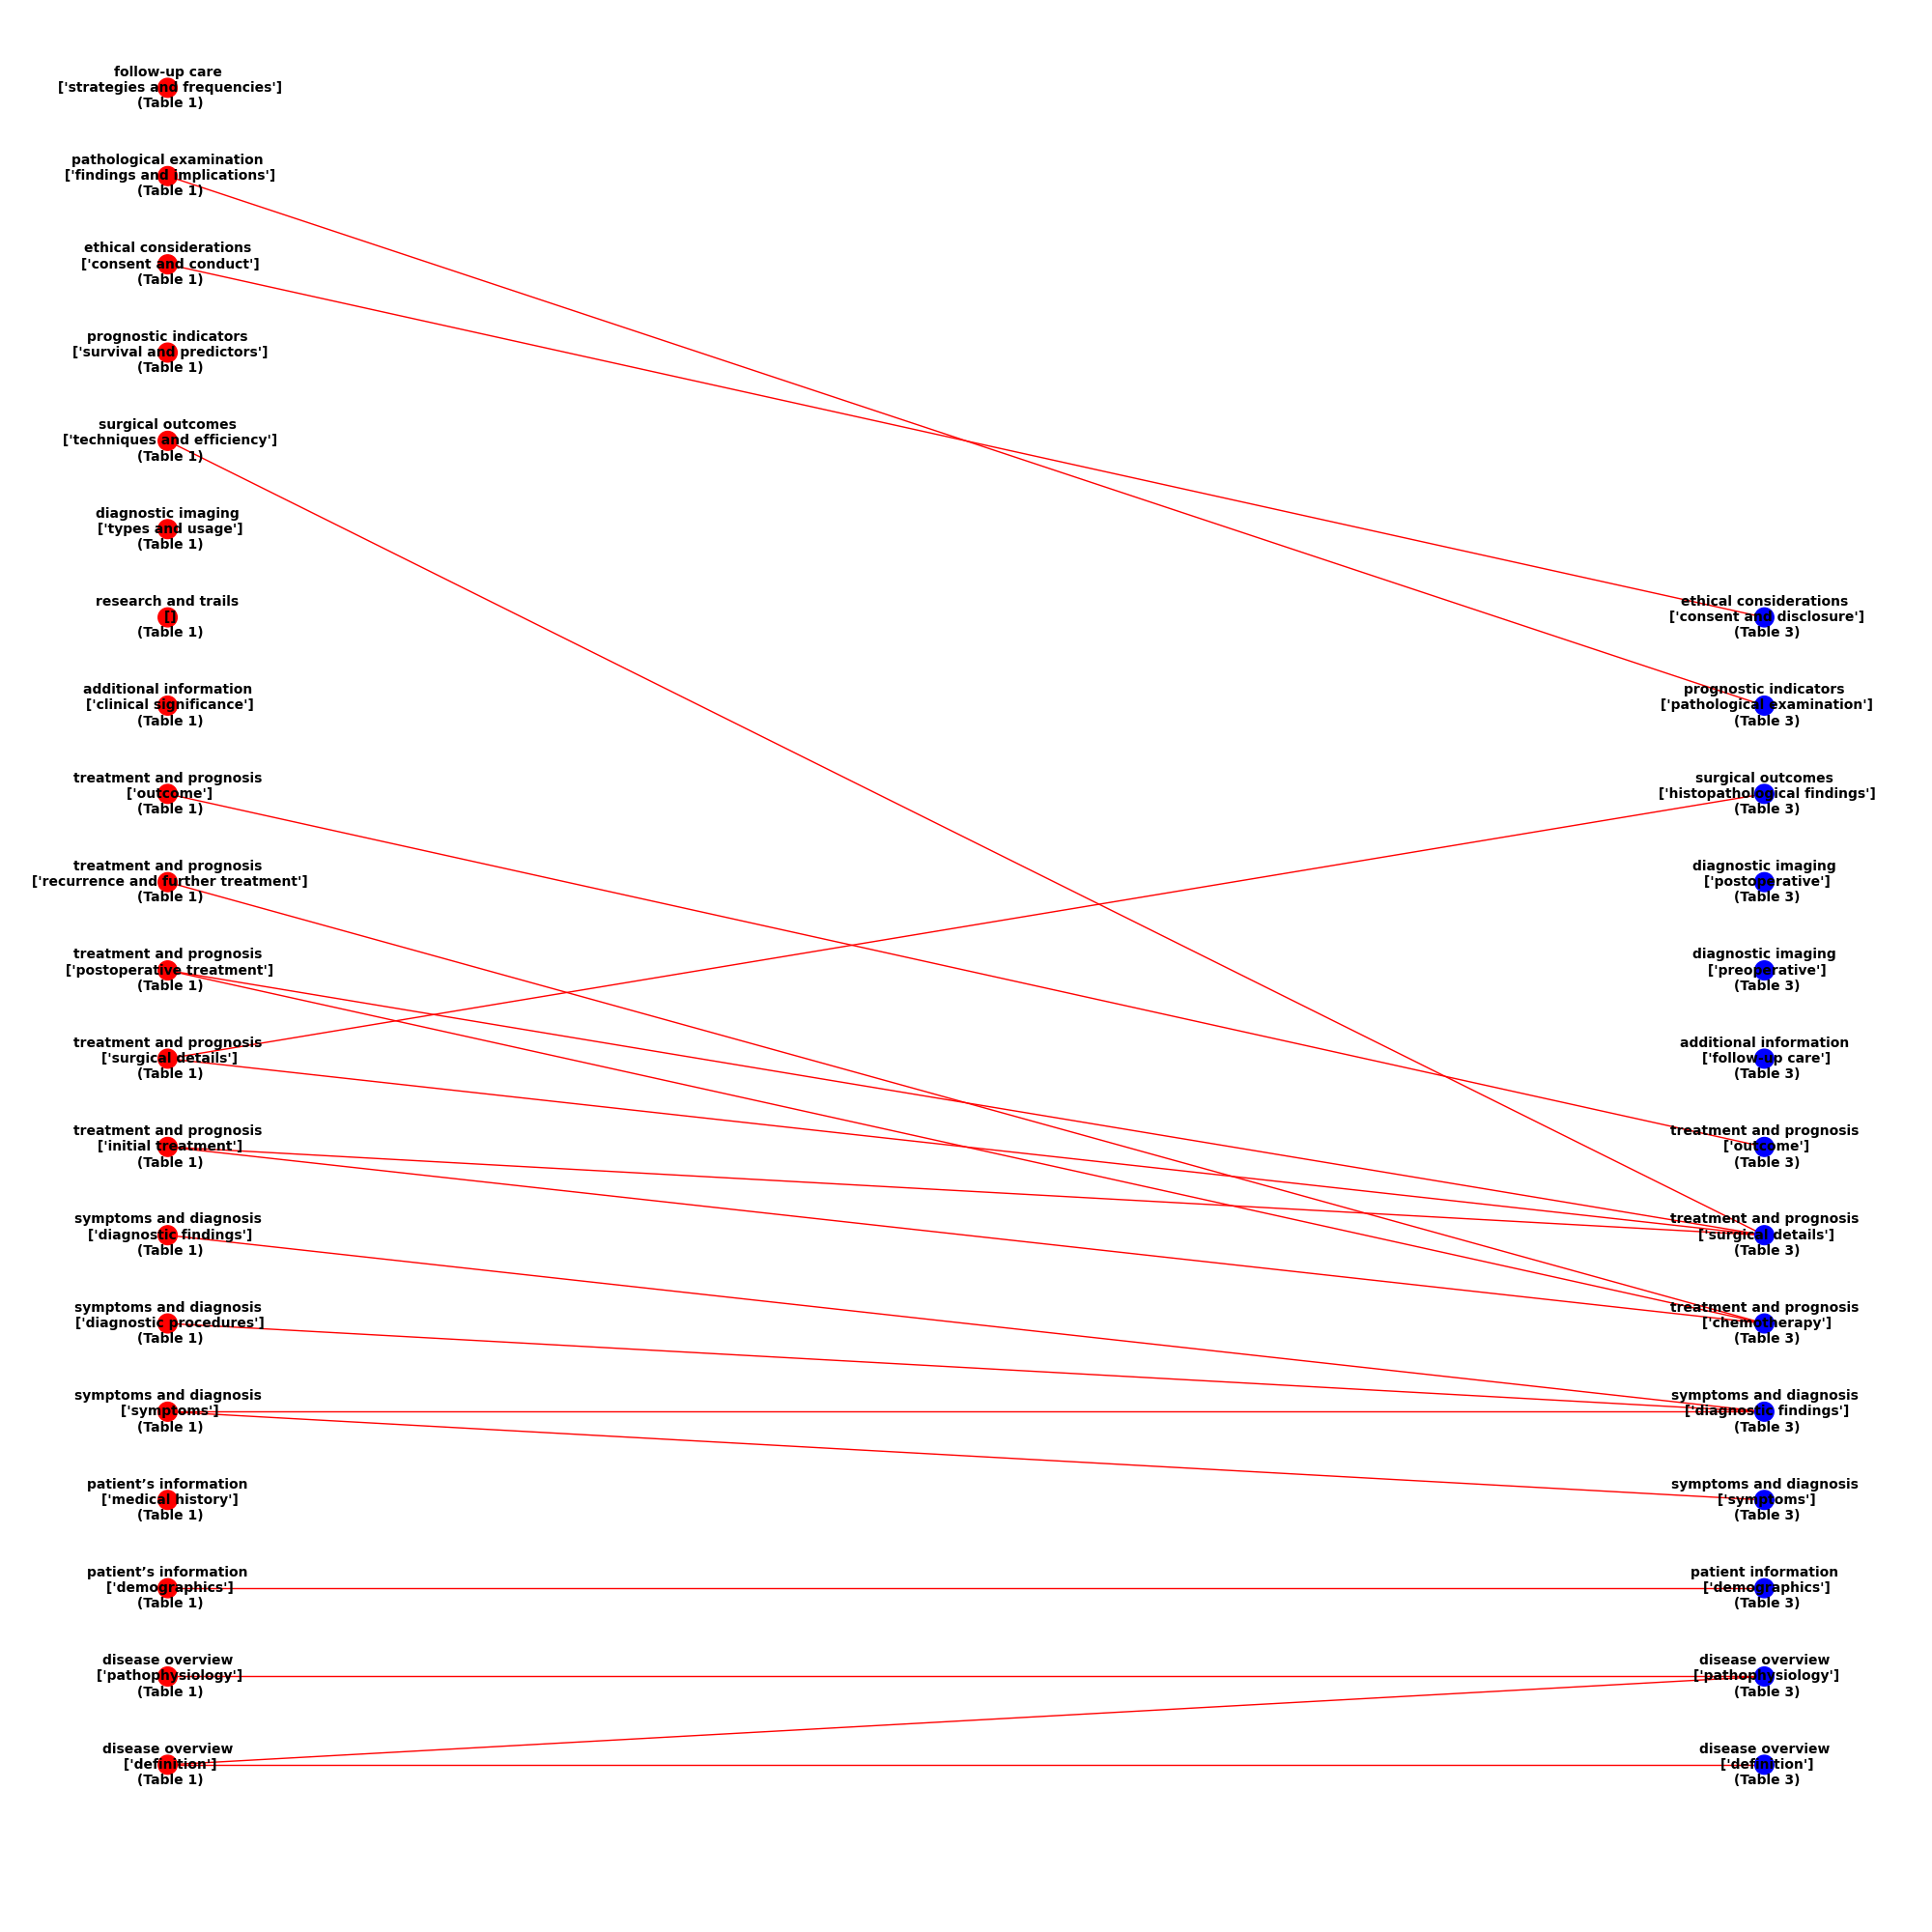 follow-up care
['strategies and frequencies']
(Table 1)
pathological examination
['findings and implications']
(Table 1)
ethical considerations
['consent and conduct']
(Table 1)
prognostic indicators
['survival and predictors']
(Table 1)
surgical outcomes
['techniques and efficiency']
(Table 1)
diagnostic imaging
['types and usage']
(Table 1)
research and trails
[]
(Table 1)
additional information
['clinical significance']
(Table 1)
treatment and prognosis
['outcome']
(Table 1)
treatment and prognosis
['recurrence and further treatment']
(Table 1)
treatment and prognosis
['postoperative treatment']
(Table 1)
treatment and prognosis
['surgical details']
(Table 1)
treatment and prognosis
['initial treatment']
(Table 1)
symptoms and diagnosis
['diagnostic findings']
(Table 1)
symptoms and diagnosis
['diagnostic procedures']
(Table 1)
symptoms and diagnosis
['symptoms']
(Table 1)
patient’s information
['medical history']
(Table 1)
patient’s information
['demographics']
(Table 1)
disease overview
['pathophysiology']
(Table 1)
disease overview
['definition']
(Table 1)
ethical considerations
['consent and disclosure']
(Table 3)
prognostic indicators
['pathological examination']
(Table 3)
surgical outcomes
['histopathological findings']
(Table 3)
diagnostic imaging
['postoperative']
(Table 3)
diagnostic imaging
['preoperative']
(Table 3)
additional information
['follow-up care']
(Table 3)
treatment and prognosis
['outcome']
(Table 3)
treatment and prognosis
['surgical details']
(Table 3)
treatment and prognosis
['chemotherapy']
(Table 3)
symptoms and diagnosis
['diagnostic findings']
(Table 3)
symptoms and diagnosis
['symptoms']
(Table 3)
patient information
['demographics']
(Table 3)
disease overview
['pathophysiology']
(Table 3)
disease overview
['definition']
(Table 3)